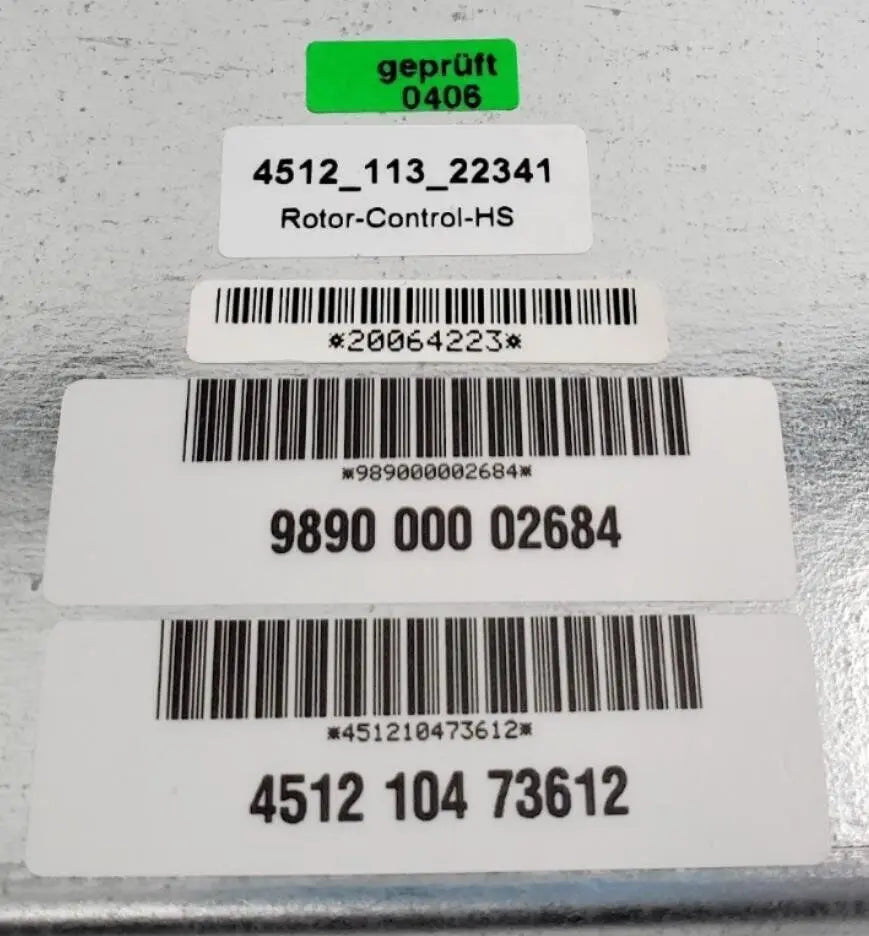 geprüft
0406
4512_113_22341
Rotor-Control-HS
*20064223*
*989000002684*
9890 000 02684
*451210473612*
4512 104 73612